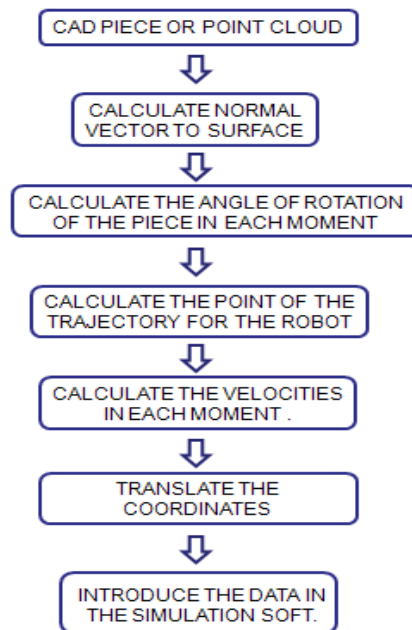 CAD PIECE OR POINT CLOUD
CALCULATE NORMAL
VECTOR TO SURFACE
CALCULATE THE ANGLE OF ROTATION
OF THE PIECE IN EACH MOMENT
CALCULATE THE POINT OF THE
TRAJECTORY FOR THE ROBOT
CALCULATE THE VELOCITIES
IN EACH MOMENT .
TRANSLATE THE
COORDINATES
INTRODUCE THE DATA IN
THE SIMULATION SOFT.